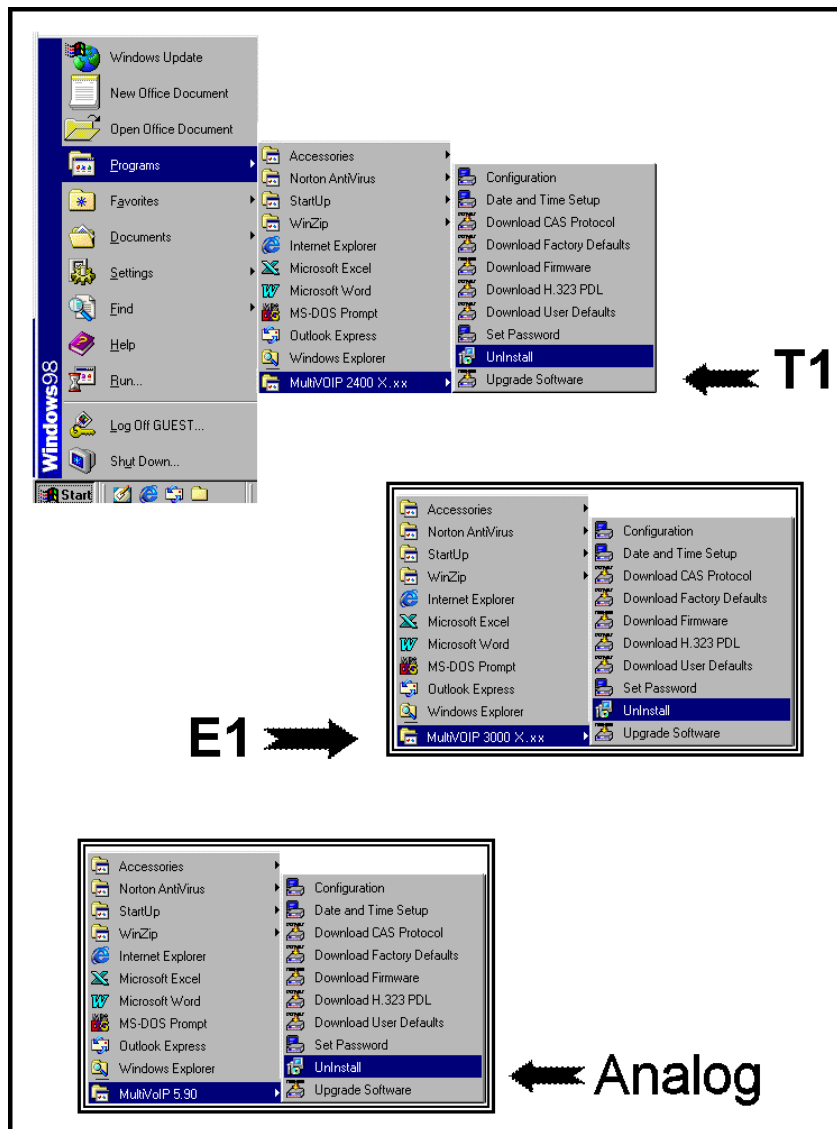 Windows Update
New Office Document
Open Office Document
Programs
Favorites
Documents
Settings
Find
Help
Run...
Log Off GUEST...
Shut Down...
Windows98
Start
Accessories
Norton AntiVirus
StartUp
WinZip
Internet Explorer
Microsoft Excel
Microsoft Word
MS-DOS Prompt
Outlook Express
Windows Explorer
MultiVOIP 2400 X.xx
Configuration
Date and Time Setup
Download CAS Protocol
Download Factory Defaults
Download Firmware
Download H.323 PDL
Download User Defaults
Set Password
UnInstall
Upgrade Software
T1
Accessories
Norton AntiVirus
StartUp
WinZip
Internet Explorer
Microsoft Excel
Microsoft Word
MS-DOS Prompt
Outlook Express
Windows Explorer
MultiVOIP 3000 X.xx
Configuration
Date and Time Setup
Download CAS Protocol
Download Factory Defaults
Download Firmware
Download H.323 PDL
Download User Defaults
Set Password
UnInstall
Upgrade Software
E1
Accessories
Norton AntiVirus
StartUp
WinZip
Internet Explorer
Microsoft Excel
Microsoft Word
MS-DOS Prompt
Outlook Express
Windows Explorer
MultiVoIP 5.90
Configuration
Date and Time Setup
Download CAS Protocol
Download Factory Defaults
Download Firmware
Download H.323 PDL
Download User Defaults
Set Password
UnInstall
Upgrade Software
Analog